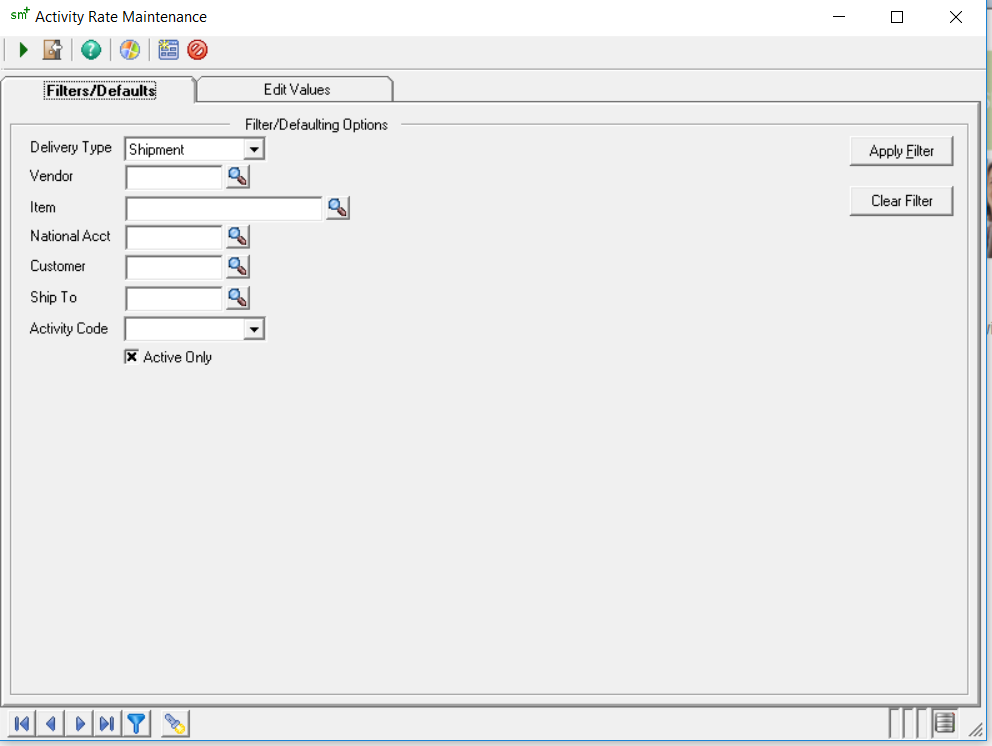 sm+ Activity Rate Maintenance
Filters/Defaults
Edit Values
Filter/Defaulting Options
Delivery Type Shipment
Apply Filter
Vendor
Clear Filter
Item
National Acct
Customer
Ship To
Activity Code
Active Only